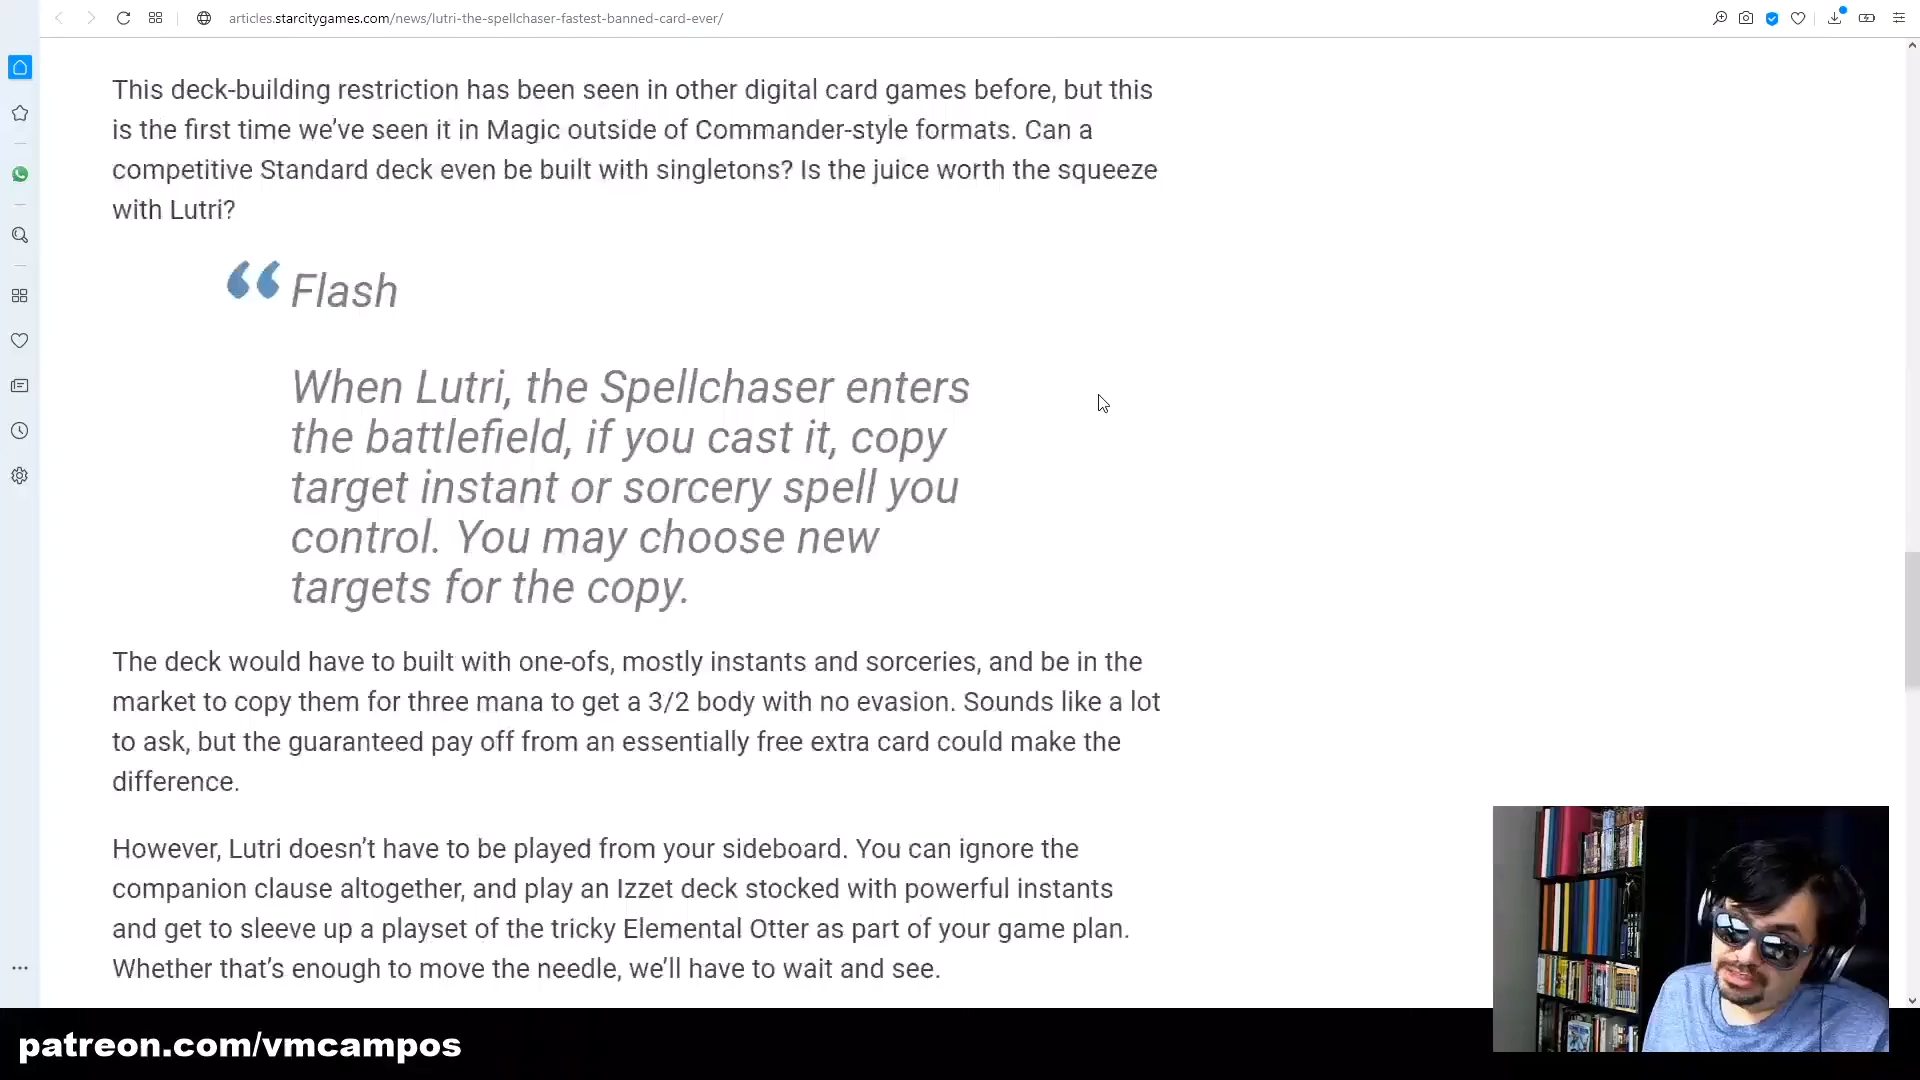 articles.starcitygames.com/news/lutri-the-spellchaser-fastest-banned-card-ever/
This deck-building restriction has been seen in other digital card games before, but this
is the first time we’ve seen it in Magic outside of Commander-style formats. Can a
competitive Standard deck even be built with singletons? Is the juice worth the squeeze
with Lutri?
“ Flash
When Lutri, the Spellchaser enters
the battlefield, if you cast it, copy
target instant or sorcery spell you
control. You may choose new
targets for the copy.
The deck would have to built with one-ofs, mostly instants and sorceries, and be in the
market to copy them for three mana to get a 3/2 body with no evasion. Sounds like a lot
to ask, but the guaranteed pay off from an essentially free extra card could make the
difference.
However, Lutri doesn’t have to be played from your sideboard. You can ignore the
companion clause altogether, and play an Izzet deck stocked with powerful instants
and get to sleeve up a playset of the tricky Elemental Otter as part of your game plan.
Whether that’s enough to move the needle, we’ll have to wait and see.
patreon.com/vmcampos